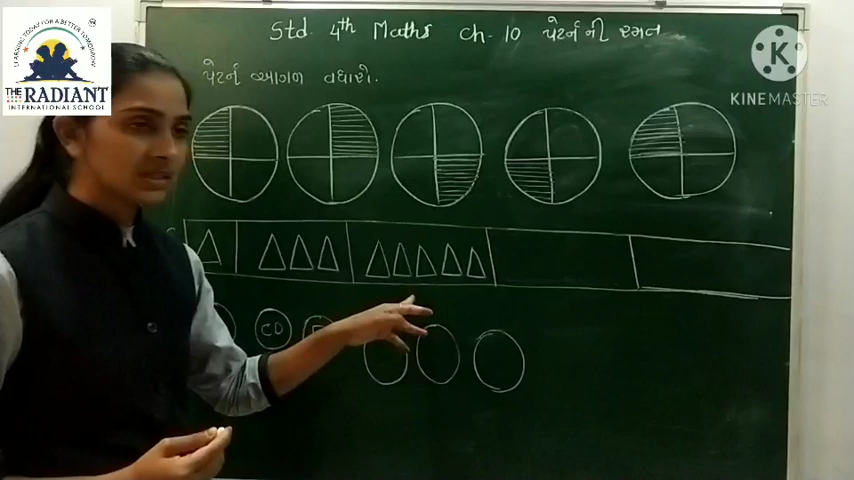 LEARNING TODAY FOR A BETTER TOMORROW
THE RADIANT
INTERNATIONAL SCHOOL
KINEMASTER
Std. 4th Maths Ch. 10 પેટર્ન ની રમત
પેટર્ન આગળ વધારો.
CD